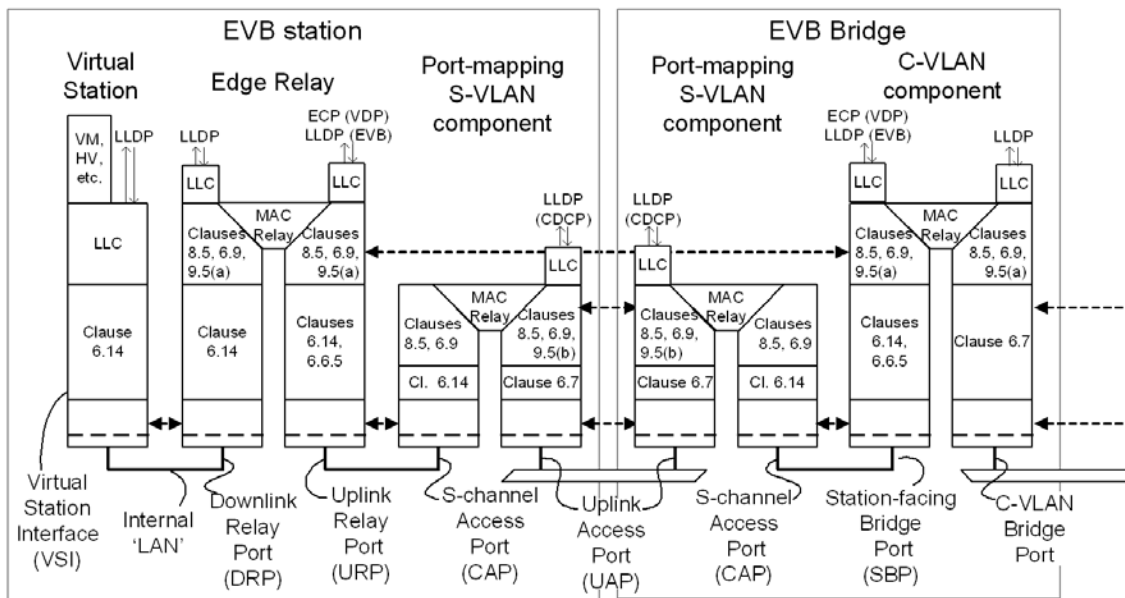 EVB station
EVB Bridge
Virtual
Station
Edge Relay
Port-mapping
S-VLAN
component
Port-mapping
S-VLAN
component
C-VLAN
component
VM,
HV,
etc.
LLDP
LLDP
ECP (VDP)
LLDP (EVB)
LLDP
(CDCP)
LLDP
(CDCP)
ECP (VDP)
LLDP (EVB)
LLDP
LLC
LLC
LLC
LLC
LLC
LLC
LLC
MAC
Relay
Clauses
8.5, 6.9,
9.5(a)
Clauses
8.5, 6.9,
9.5(a)
MAC
Relay
Clauses
8.5, 6.9
Clauses
8.5, 6.9,
9.5(b)
MAC
Relay
Clauses
8.5, 6.9,
9.5(b)
Clauses
8.5, 6.9
MAC
Relay
Clauses
8.5, 6.9,
9.5(a)
Clauses
8.5, 6.9,
9.5(a)
Clause
6.14
Clause
6.14
Clauses
6.14,
6.6.5
Cl. 6.14
Clause 6.7
Clause 6.7
Cl. 6.14
Clauses
6.14,
6.6.5
Clause 6.7
Virtual
Station
Interface
(VSI)
Internal
‘LAN’
Downlink
Relay
Port
(DRP)
Uplink
Relay
Port
(URP)
S-channel
Access
Port
(CAP)
Uplink
Access
Port
(UAP)
S-channel
Access
Port
(CAP)
Station-facing
Bridge
Port
(SBP)
C-VLAN
Bridge
Port